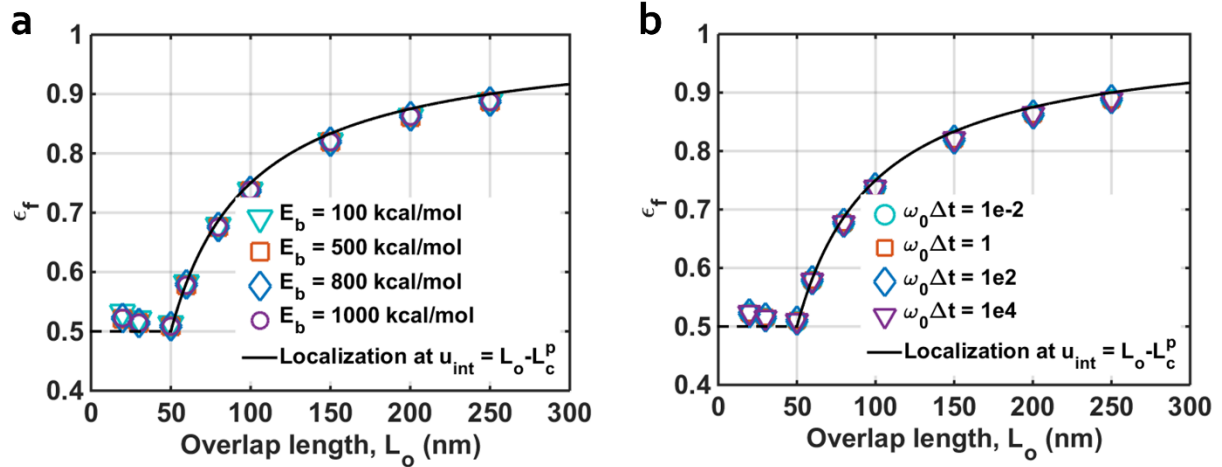 a
1
0.9
0.8
0.7
0.6
0.5
0.4
ϵ_f
E_b = 100 kcal/mol
E_b = 500 kcal/mol
E_b = 800 kcal/mol
E_b = 1000 kcal/mol
Localization at u_int = L_o-L_c^p
0 50 100 150 200 250 300
Overlap length, L_o (nm)
b
1
0.9
0.8
0.7
0.6
0.5
0.4
ϵ_f
ω_0Δt = 1e-2
ω_0Δt = 1
ω_0Δt = 1e2
ω_0Δt = 1e4
Localization at u_int = L_o-L_c^p
0 50 100 150 200 250 300
Overlap length, L_o (nm)